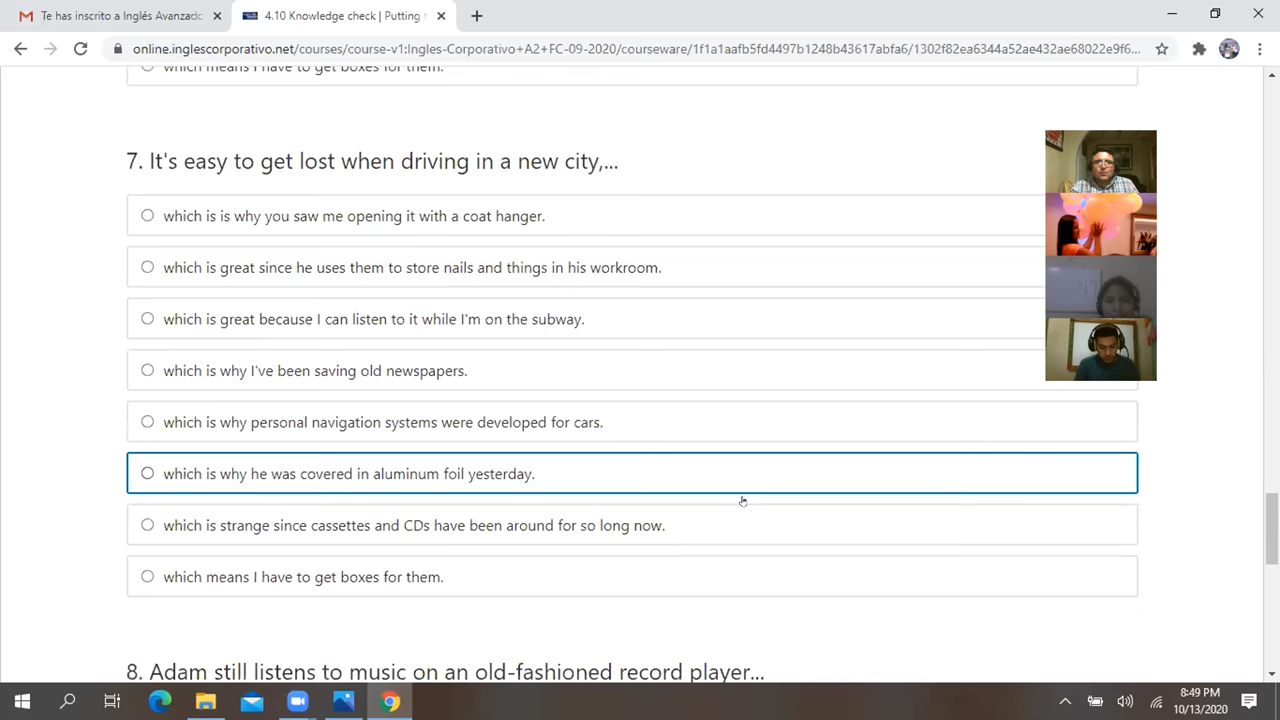 Te has inscrito a Inglés Avanzado
4.10 Knowledge check | Putting t
online.inglescorporativo.net/courses/course-v1:Ingles-Corporativo+A2+FC-09-2020/courseware/1f1a1aafb5fd4497b1248b43617abfa6/1302f82ea6344a52ae432ae68022e9f6...
which means I have to get boxes for them.
7. It's easy to get lost when driving in a new city,...
which is is why you saw me opening it with a coat hanger.
which is great since he uses them to store nails and things in his workroom.
which is great because I can listen to it while I'm on the subway.
which is why I've been saving old newspapers.
which is why personal navigation systems were developed for cars.
which is why he was covered in aluminum foil yesterday.
which is strange since cassettes and CDs have been around for so long now.
which means I have to get boxes for them.
8. Adam still listens to music on an old-fashioned record player...
8:49 PM
10/13/2020